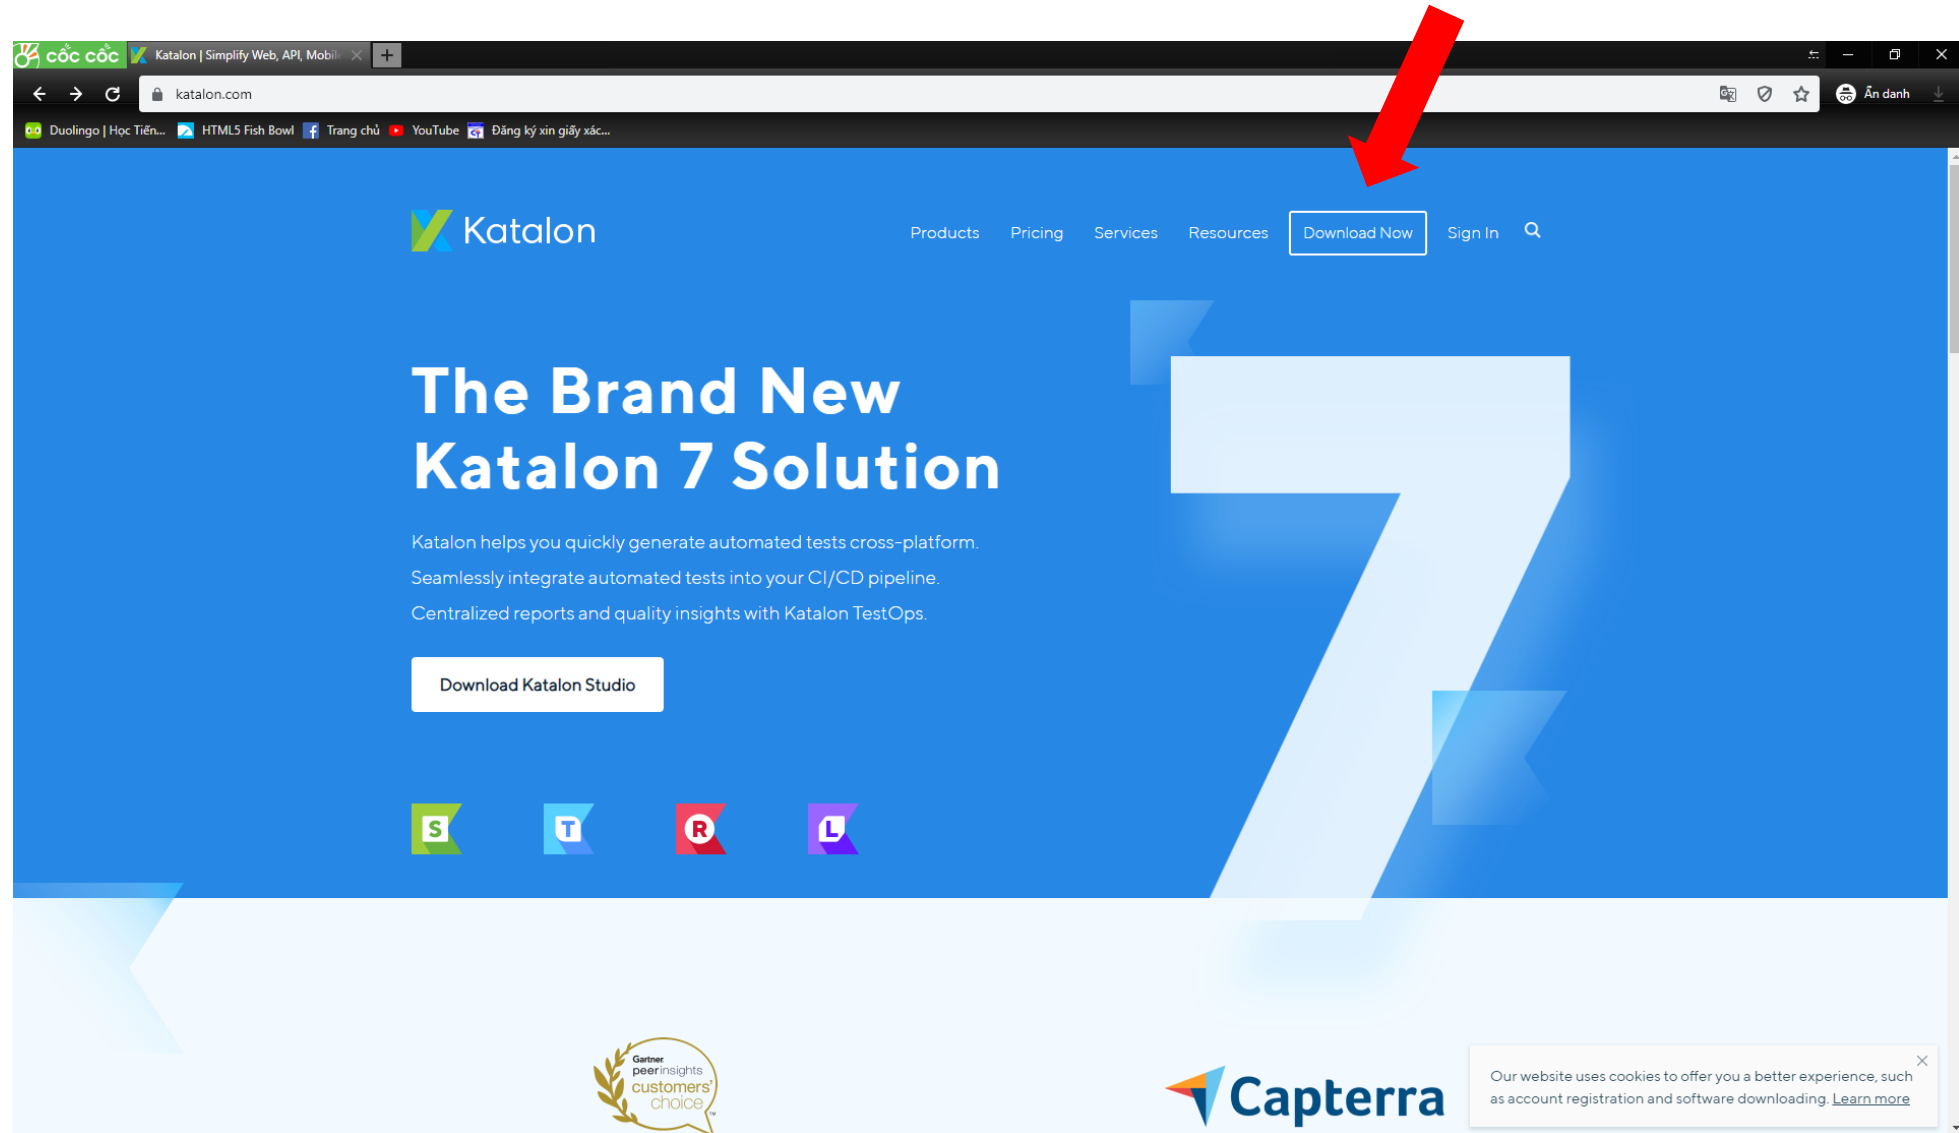 cốc cốc
Katalon | Simplify Web, API, Mobil
katalon.com
Ẩn danh
Duolingo | Học Tiến...
HTML5 Fish Bowl
Trang chủ
YouTube
Đăng ký xin giấy xác...
Katalon
Products
Pricing
Services
Resources
Download Now
Sign In
The Brand New
Katalon 7 Solution
7
Katalon helps you quickly generate automated tests cross-platform.
Seamlessly integrate automated tests into your CI/CD pipeline.
Centralized reports and quality insights with Katalon TestOps.
Download Katalon Studio
S
T
R
L
Gartner
peerinsights
customers'
choice™
Capterra
Our website uses cookies to offer you a better experience, such
as account registration and software downloading. Learn more